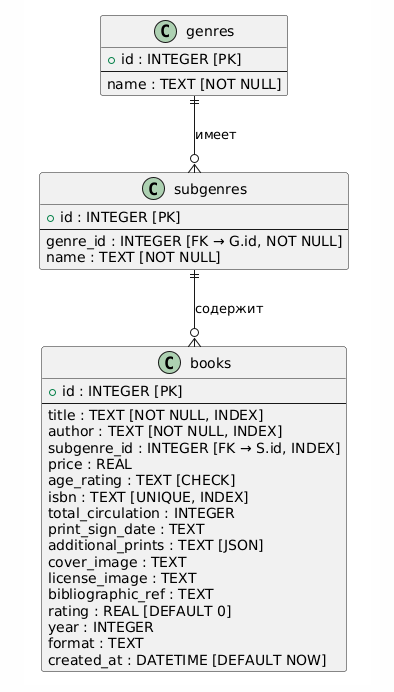 C genres
id : INTEGER [PK]
name : TEXT [NOT NULL]
имеет
C subgenres
id : INTEGER [PK]
genre_id : INTEGER [FK → G.id, NOT NULL]
name : TEXT [NOT NULL]
содержит
C books
id : INTEGER [PK]
title : TEXT [NOT NULL, INDEX]
author : TEXT [NOT NULL, INDEX]
subgenre_id : INTEGER [FK → S.id, INDEX]
price : REAL
age_rating : TEXT [CHECK]
isbn : TEXT [UNIQUE, INDEX]
total_circulation : INTEGER
print_sign_date : TEXT
additional_prints : TEXT [JSON]
cover_image : TEXT
license_image : TEXT
bibliographic_ref : TEXT
rating : REAL [DEFAULT 0]
year : INTEGER
format : TEXT
created_at : DATETIME [DEFAULT NOW]